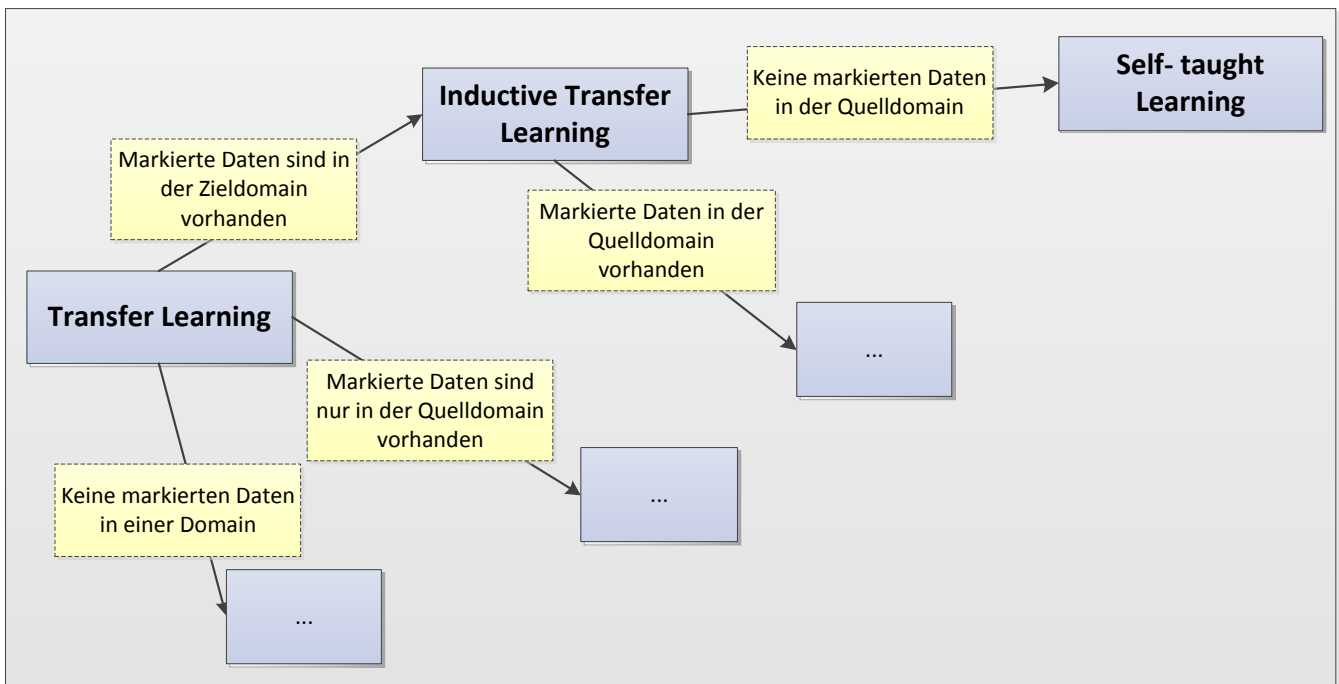 Inductive Transfer
Learning
Keine markierten Daten
in der Quelldomain
Self- taught
Learning
Markierte Daten sind in
der Zieldomain
vorhanden
Markierte Daten in der
Quelldomain
vorhanden
Transfer Learning
...
Markierte Daten sind
nur in der Quelldomain
vorhanden
...
Keine markierten Daten
in einer Domain
...